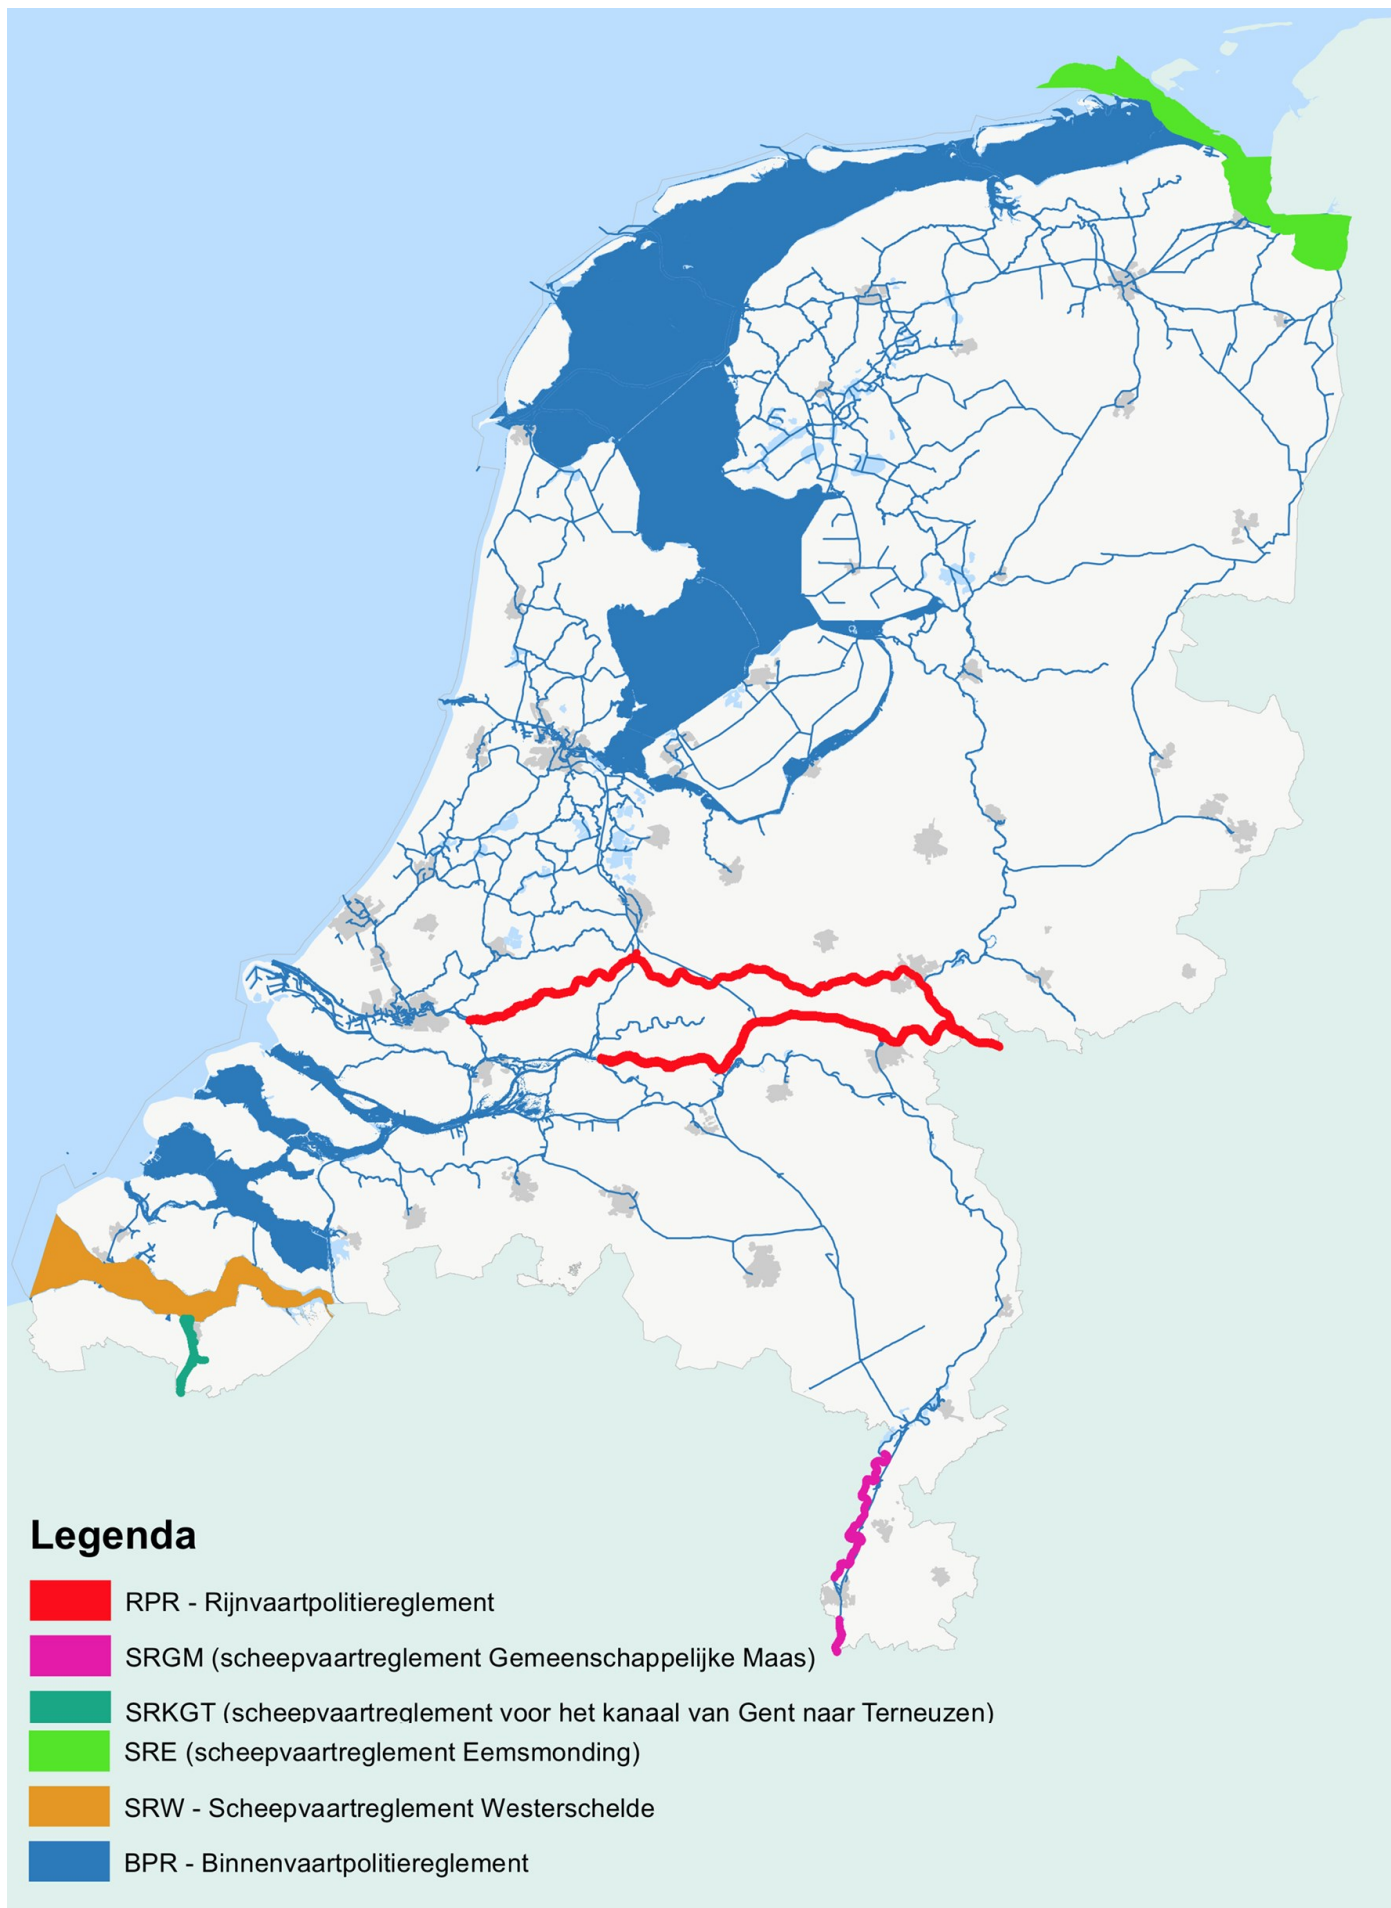 Legenda
RPR - Rijnvaartpolitiereglement
SRGM (scheepvaartreglement Gemeenschappelijke Maas)
SRKGT (scheepvaartreglement voor het kanaal van Gent naar Terneuzen)
SRE (scheepvaartreglement Eemsmonding)
SRW - Scheepvaartreglement Westerschelde
BPR - Binnenvaartpolitiereglement